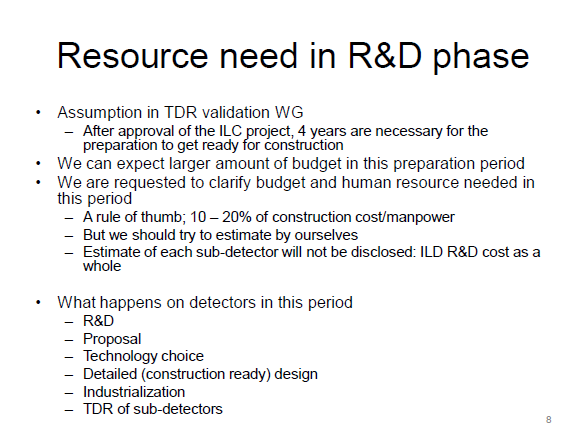 Resource need in R&D phase
• Assumption in TDR validation WG
– After approval of the ILC project, 4 years are necessary for the
preparation to get ready for construction
• We can expect larger amount of budget in this preparation period
• We are requested to clarify budget and human resource needed in
this period
– A rule of thumb; 10 – 20% of construction cost/manpower
– But we should try to estimate by ourselves
– Estimate of each sub-detector will not be disclosed: ILD R&D cost as a
whole
• What happens on detectors in this period
– R&D
– Proposal
– Technology choice
– Detailed (construction ready) design
– Industrialization
– TDR of sub-detectors
8